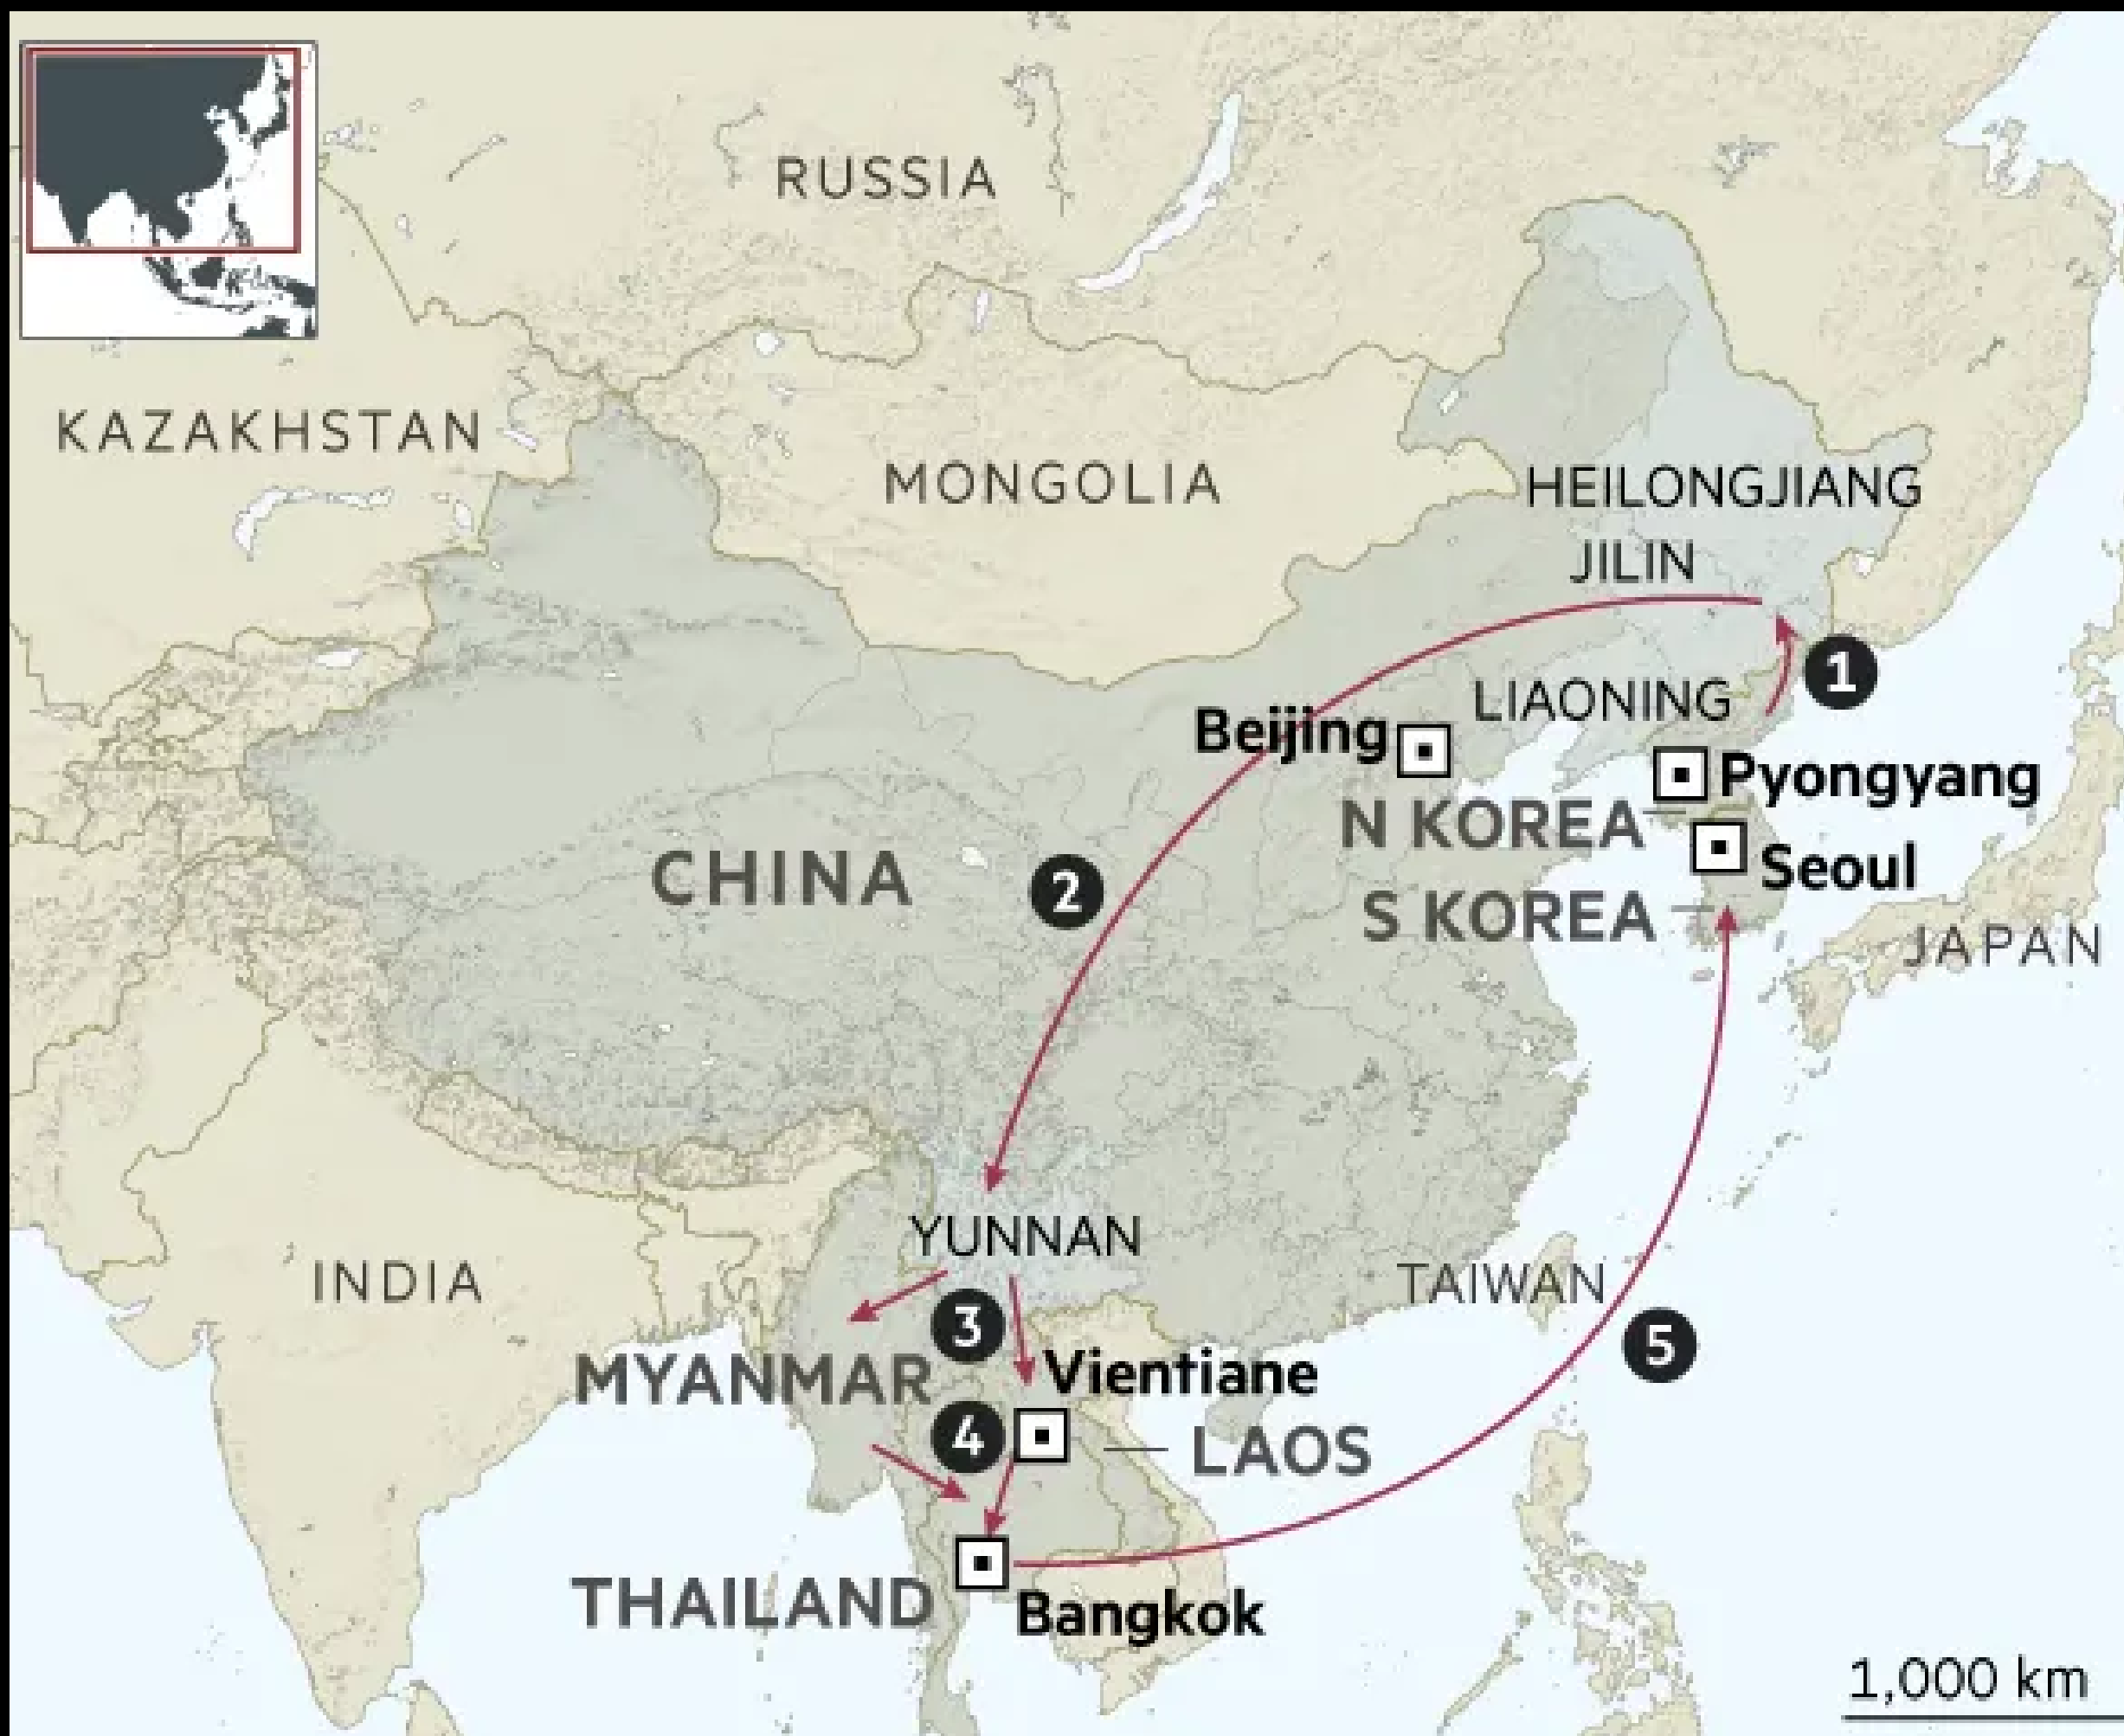 RUSSIA
KAZAKHSTAN
MONGOLIA
HEILONGJIANG
JILIN
1
LIAONING
Beijing
Pyongyang
N KOREA
CHINA
2
Seoul
S KOREA
JAPAN
YUNNAN
INDIA
TAIWAN
3
5
MYANMAR
Vientiane
4
LAOS
THAILAND
Bangkok
1,000 km